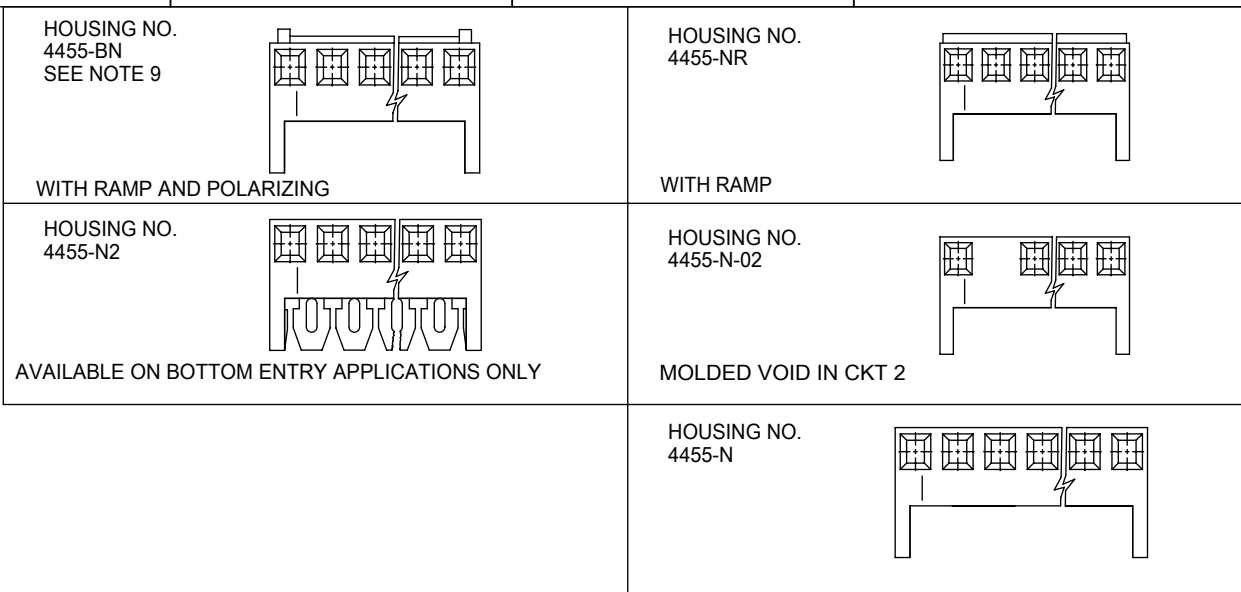 HOUSING NO.
4455-BN
SEE NOTE 9
WITH RAMP AND POLARIZING
HOUSING NO.
4455-NR
WITH RAMP
HOUSING NO.
4455-N2
AVAILABLE ON BOTTOM ENTRY APPLICATIONS ONLY
HOUSING NO.
4455-N-02
MOLDED VOID IN CKT 2
HOUSING NO.
4455-N